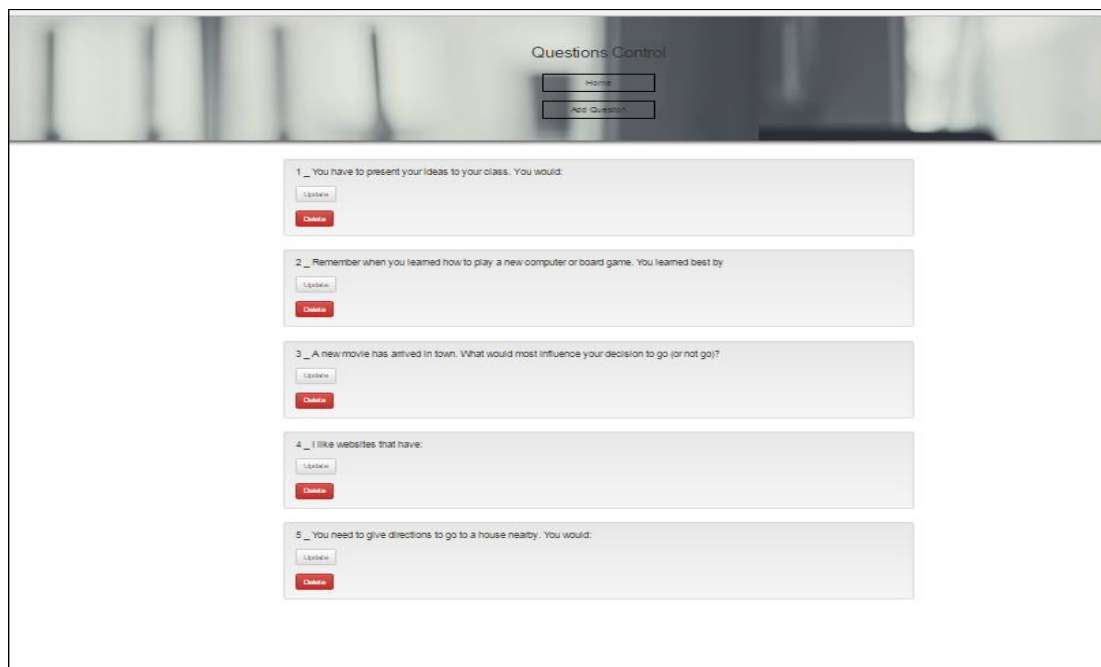 Questions Control
Home
Add Question
1 _ You have to present your ideas to your class. You would:
Update
Delete
2 _ Remember when you learned how to play a new computer or board game. You learned best by
Update
Delete
3 _ A new movie has arrived in town. What would most influence your decision to go (or not go)?
Update
Delete
4 _ I like websites that have:
Update
Delete
5 _ You need to give directions to go to a house nearby. You would:
Update
Delete